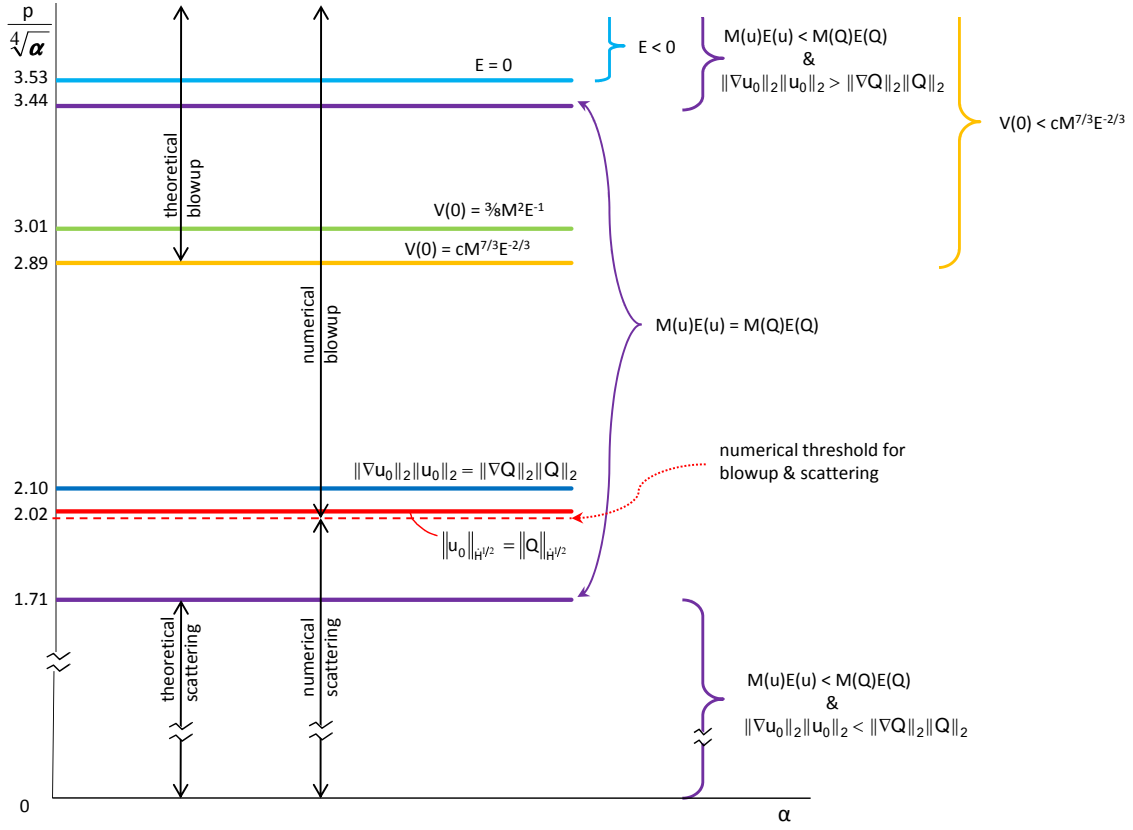 p
∜α
3.53
3.44
3.01
2.89
2.10
2.02
1.71
0
α
E = 0
E < 0
M(u)E(u) < M(Q)E(Q)
&
‖∇u₀‖₂‖u₀‖₂ > ‖∇Q‖₂‖Q‖₂
V(0) < cM^{7/3}E^{-2/3}
theoretical
blowup
V(0) = ⅜M²E⁻¹
V(0) = cM^{7/3}E^{-2/3}
numerical
blowup
M(u)E(u) = M(Q)E(Q)
‖∇u₀‖₂‖u₀‖₂ = ‖∇Q‖₂‖Q‖₂
numerical threshold for
blowup & scattering
‖u₀‖_{Ḣ^{1/2}} = ‖Q‖_{Ḣ^{1/2}}
theoretical
scattering
numerical
scattering
M(u)E(u) < M(Q)E(Q)
&
‖∇u₀‖₂‖u₀‖₂ < ‖∇Q‖₂‖Q‖₂